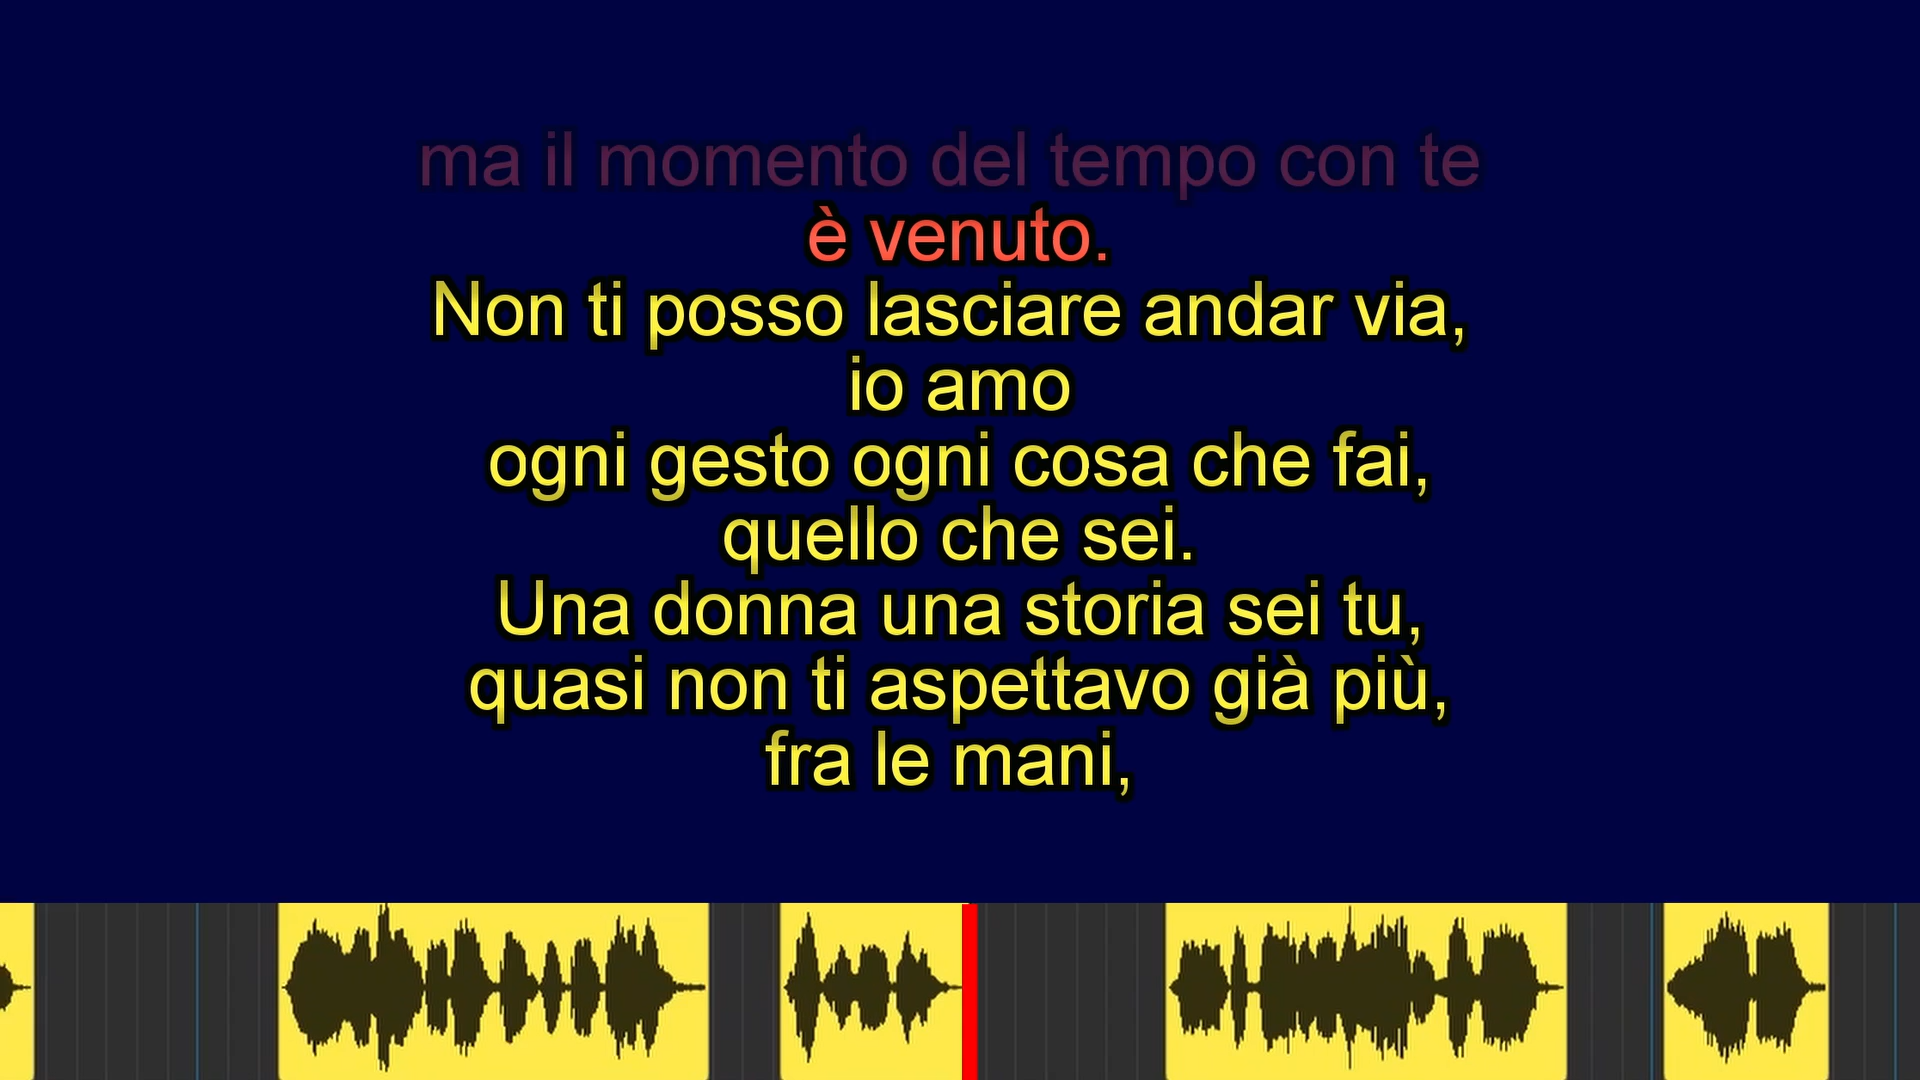 ma il momento del tempo con te
è venuto.
Non ti posso lasciare andar via,
io amo
ogni gesto ogni cosa che fai,
quello che sei.
Una donna una storia sei tu,
quasi non ti aspettavo già più,
fra le mani,